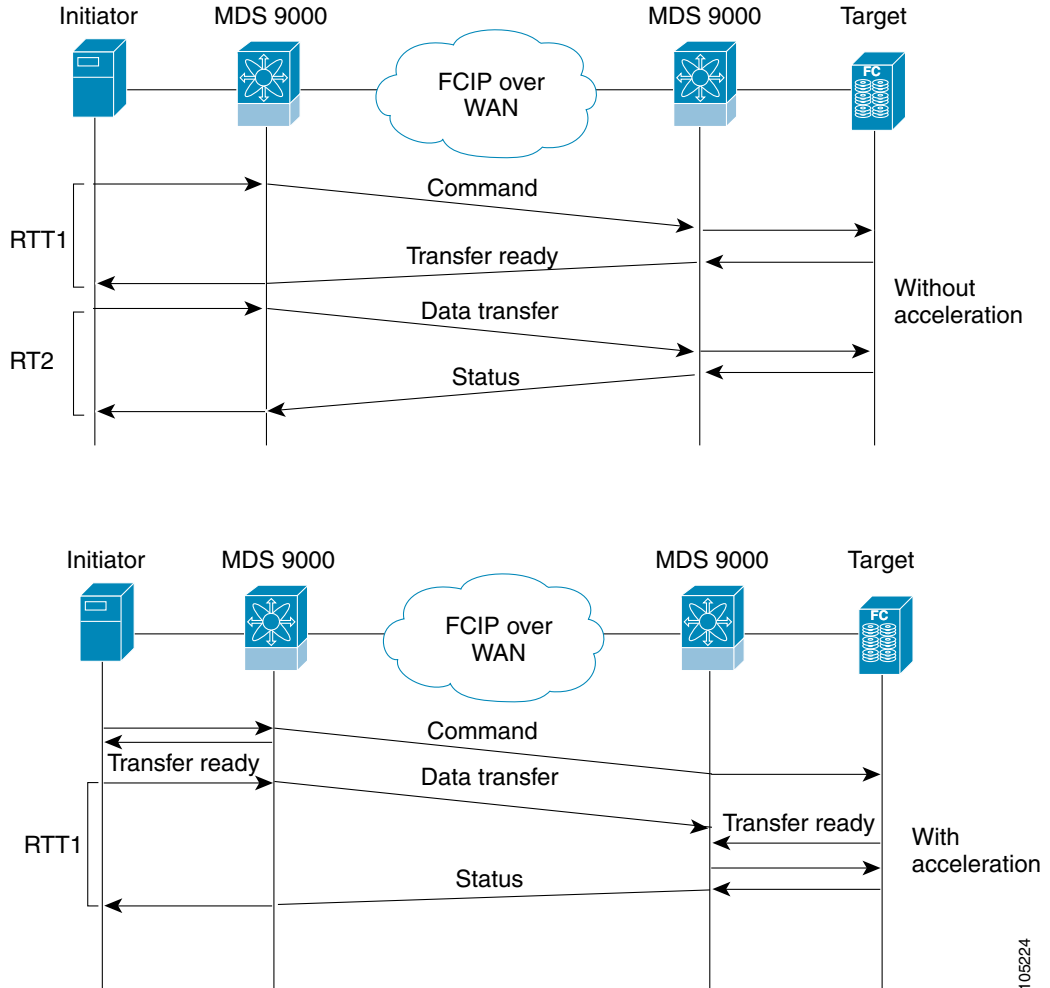 Initiator
MDS 9000
MDS 9000
Target
FCIP over
WAN
FC
Command
RTT1
Transfer ready
Without
acceleration
Data transfer
RT2
Status
Initiator
MDS 9000
MDS 9000
Target
FCIP over
WAN
FC
Command
Transfer ready
Data transfer
Transfer ready
RTT1
With
acceleration
Status
105224